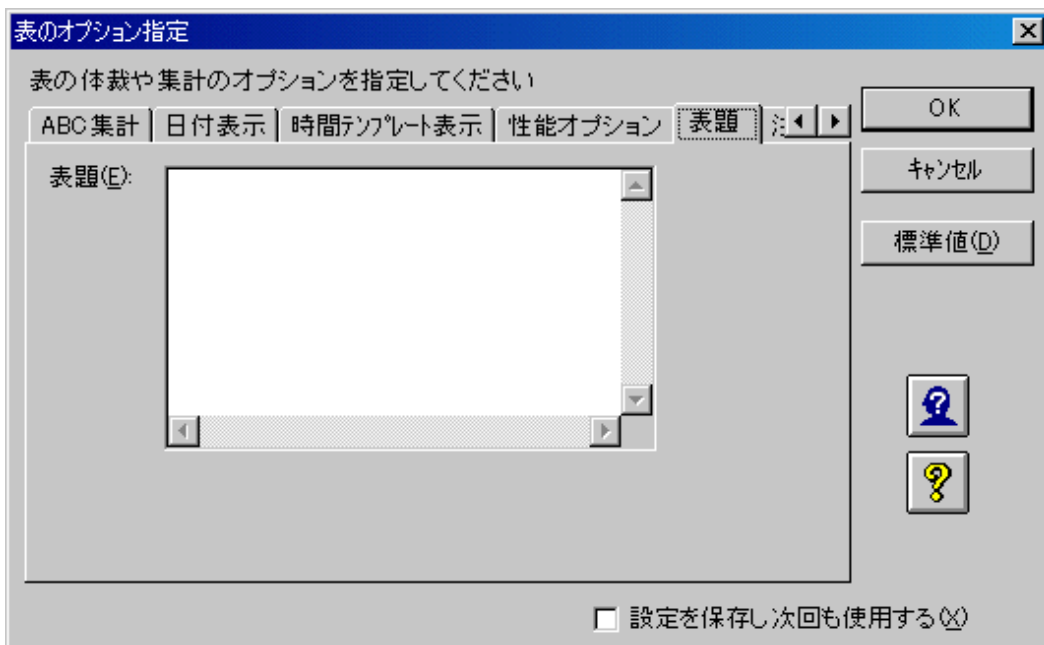 表のオプション指定
表の体裁や集計のオプションを指定してください
ABC集計 日付表示 時間ﾃﾝﾌﾟﾚｰﾄ表示 性能オプション 表題
OK
表題(E):
ｷｬﾝｾﾙ
標準値(D)
設定を保存し次回も使用する(X)